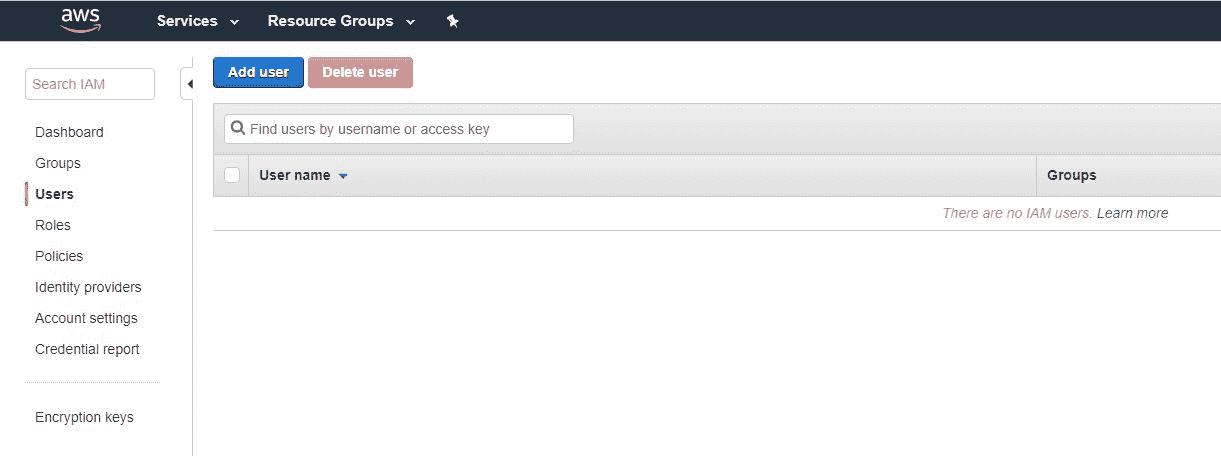 aws Services Resource Groups
Add user Delete user
Search IAM
Find users by username or access key
Dashboard
Groups
Users
Roles
Policies
Identity providers
Account settings
Credential report
Encryption keys
User name Groups
There are no IAM users. Learn more